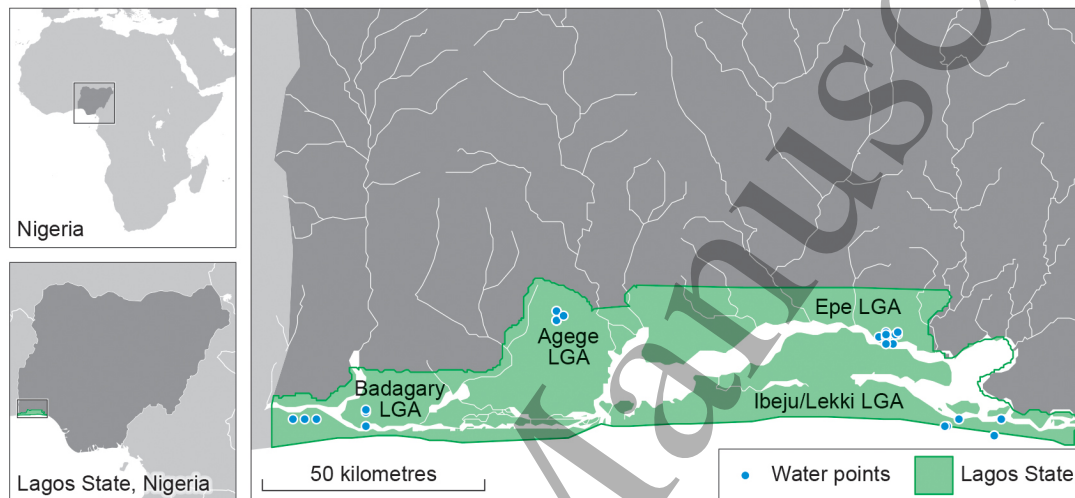 Nigeria
Lagos State, Nigeria
Epe LGA
Agege
LGA
Badagary
LGA
Ibeju/Lekki LGA
50 kilometres
Water points
Lagos State
Manusc